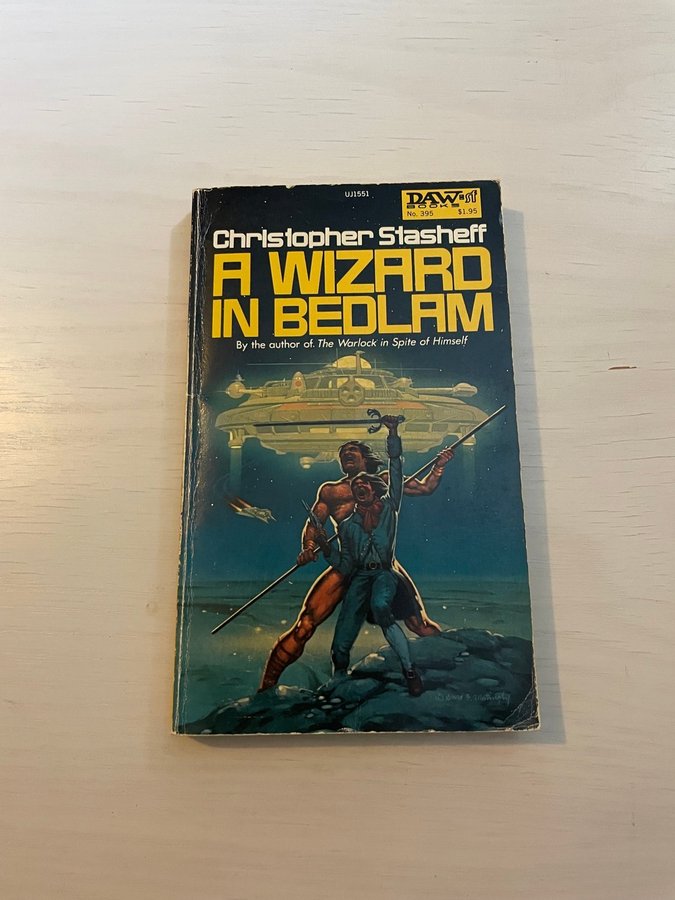 UJ1551
DAW sf
BOOKS
No. 395 $1.95
Christopher Stasheff
A WIZARD
IN BEDLAM
By the author of The Warlock in Spite of Himself